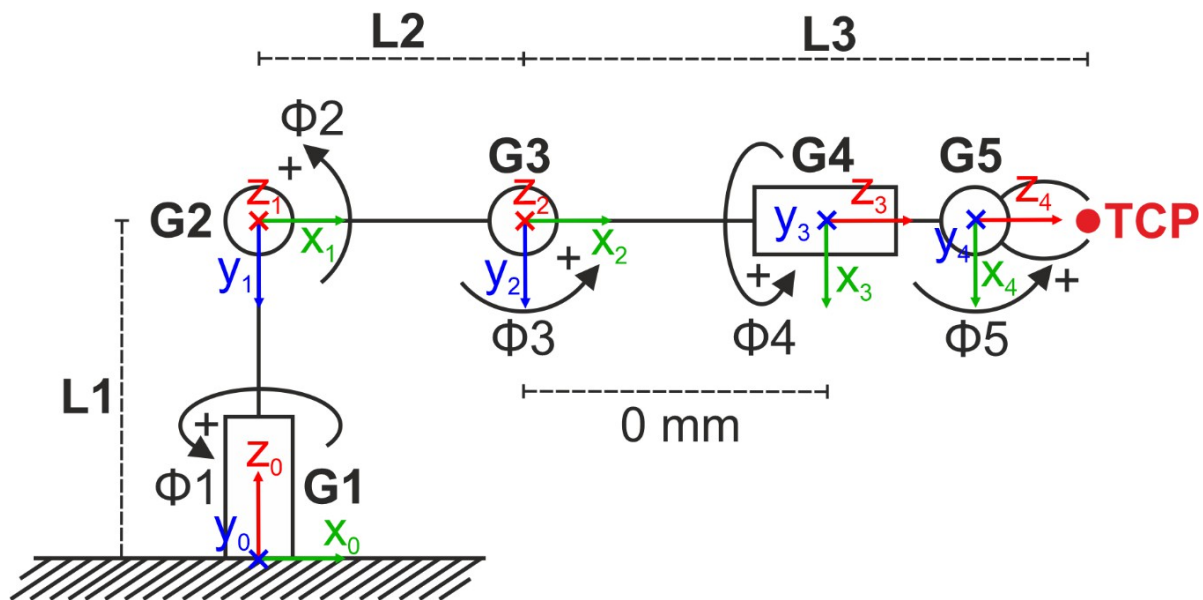 L2
L3
Φ2
+
G3
G4
G5
G2
z₁
z₂
z₃
z₄
TCP
x₁
x₂
y₃
y₄
y₁
y₂
+
+
x₃
x₄
+
Φ3
Φ4
Φ5
L1
0 mm
+
z₀
Φ1
G1
y₀
x₀